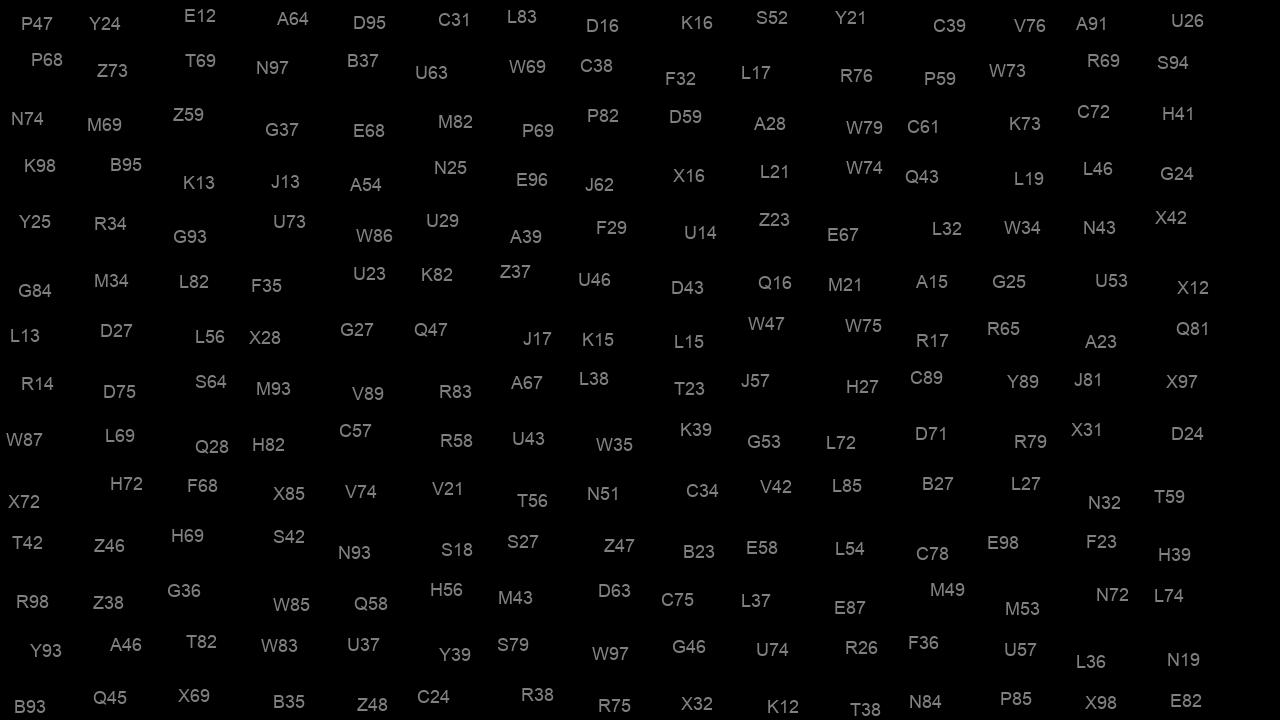 P47 Y24 E12 A64 D95 C31 L83 D16 K16 S52 Y21 C39 V76 A91 U26
P68 Z73 T69 N97 B37 U63 W69 C38 F32 L17 R76 P59 W73 R69 S94
N74 M69 Z59 G37 E68 M82 P69 P82 D59 A28 W79 C61 K73 C72 H41
K98 B95 K13 J13 A54 N25 E96 J62 X16 L21 W74 Q43 L19 L46 G24
Y25 R34 G93 U73 W86 U29 A39 F29 U14 Z23 E67 L32 W34 N43 X42
G84 M34 L82 F35 U23 K82 Z37 U46 D43 Q16 M21 A15 G25 U53 X12
L13 D27 L56 X28 G27 Q47 J17 K15 L15 W47 W75 R17 R65 A23 Q81
R14 D75 S64 M93 V89 R83 A67 L38 T23 J57 H27 C89 Y89 J81 X97
W87 L69 Q28 H82 C57 R58 U43 W35 K39 G53 L72 D71 R79 X31 D24
X72 H72 F68 X85 V74 V21 T56 N51 C34 V42 L85 B27 L27 N32 T59
T42 Z46 H69 S42 N93 S18 S27 Z47 B23 E58 L54 C78 E98 F23 H39
R98 Z38 G36 W85 Q58 H56 M43 D63 C75 L37 E87 M49 M53 N72 L74
Y93 A46 T82 W83 U37 Y39 S79 W97 G46 U74 R26 F36 U57 L36 N19
B93 Q45 X69 B35 Z48 C24 R38 R75 X32 K12 T38 N84 P85 X98 E82